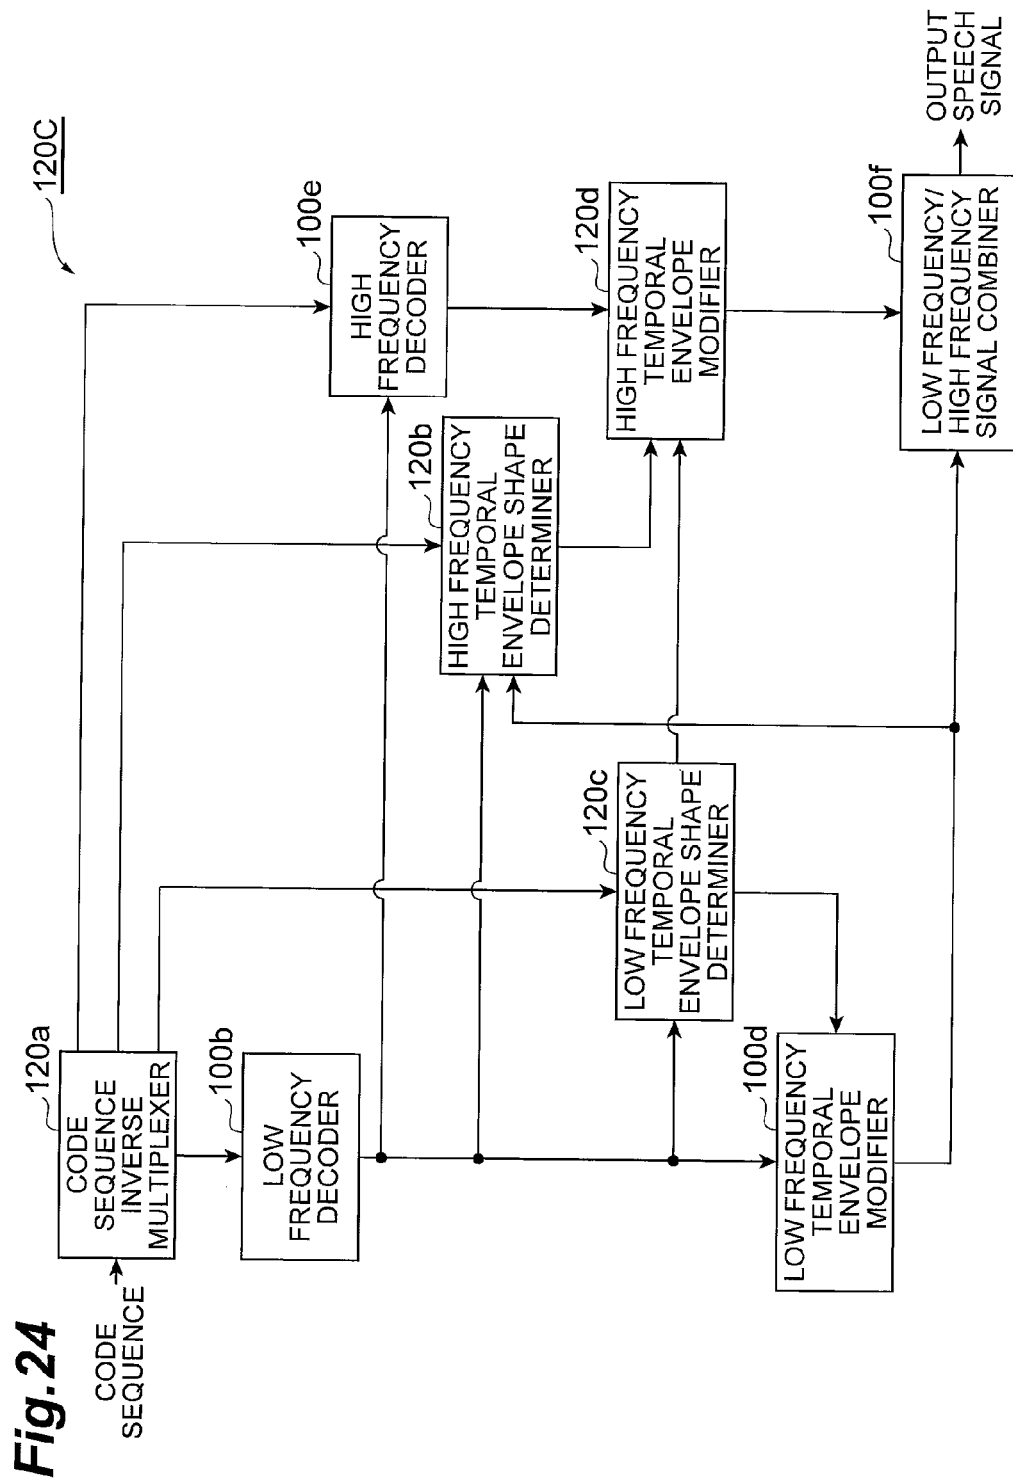 Fig.24
120C
CODE
SEQUENCE
120a
CODE
SEQUENCE
INVERSE
MULTIPLEXER
100b
LOW
FREQUENCY
DECODER
100e
HIGH
FREQUENCY
DECODER
120b
HIGH FREQUENCY
TEMPORAL
ENVELOPE SHAPE
DETERMINER
120c
LOW FREQUENCY
TEMPORAL
ENVELOPE SHAPE
DETERMINER
120d
HIGH FREQUENCY
TEMPORAL
ENVELOPE
MODIFIER
100d
LOW FREQUENCY
TEMPORAL
ENVELOPE
MODIFIER
100f
LOW FREQUENCY/
HIGH FREQUENCY
SIGNAL COMBINER
OUTPUT
SPEECH
SIGNAL